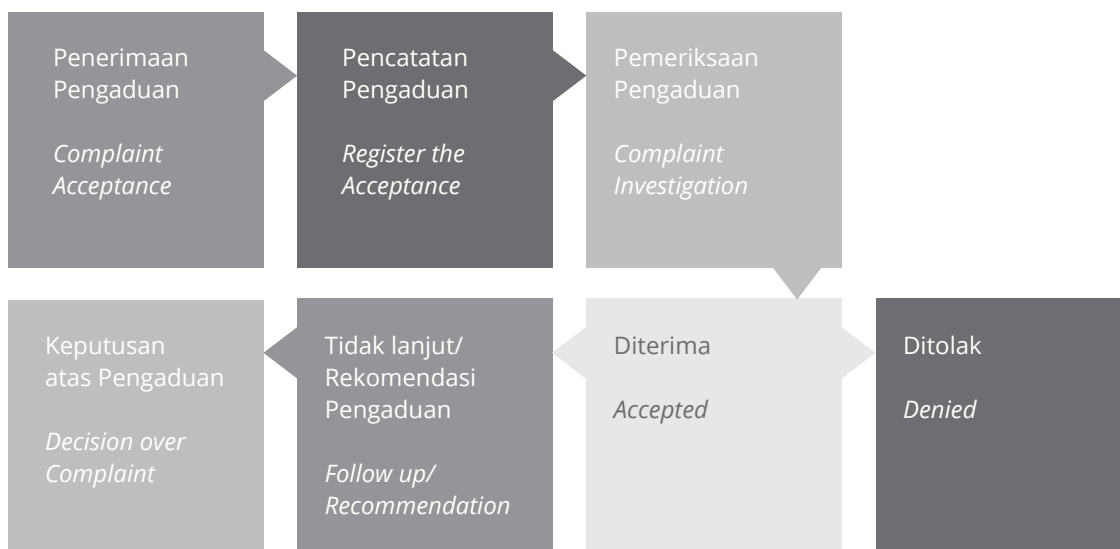 Penerimaan
Pengaduan
Complaint
Acceptance
Pencatatan
Pengaduan
Register the
Acceptance
Pemeriksaan
Pengaduan
Complaint
Investigation
Keputusan
atas Pengaduan
Decision over
Complaint
Tidak lanjut/
Rekomendasi
Pengaduan
Follow up/
Recommendation
Diterima
Accepted
Ditolak
Denied